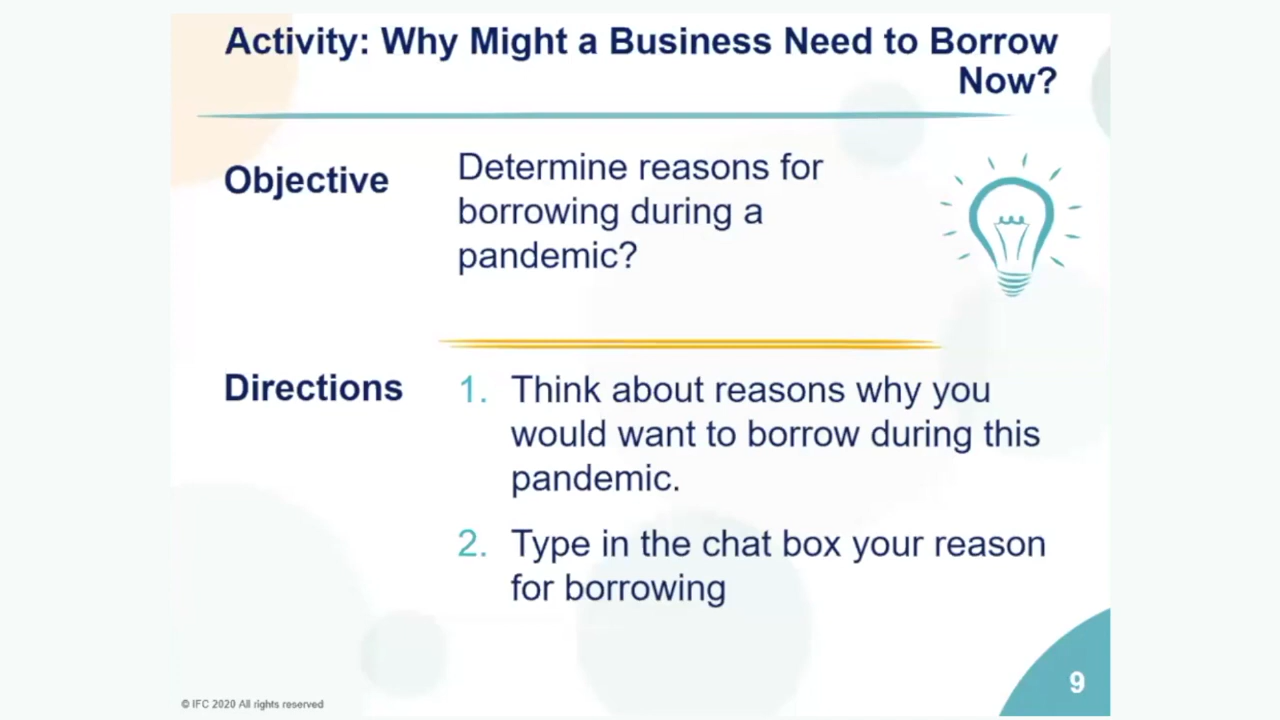 Activity: Why Might a Business Need to Borrow
Now?
Objective
Determine reasons for
borrowing during a
pandemic?
Directions
1. Think about reasons why you
would want to borrow during this
pandemic.
2. Type in the chat box your reason
for borrowing
© IFC 2020 All rights reserved
9